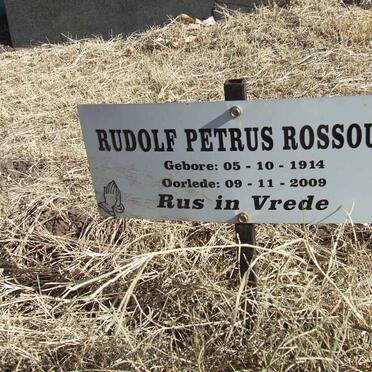 RUDOLF PETRUS ROSSOU
Gebore: 05 - 10 - 1914
Oorlede: 09 - 11 - 2009
Rus in Vrede